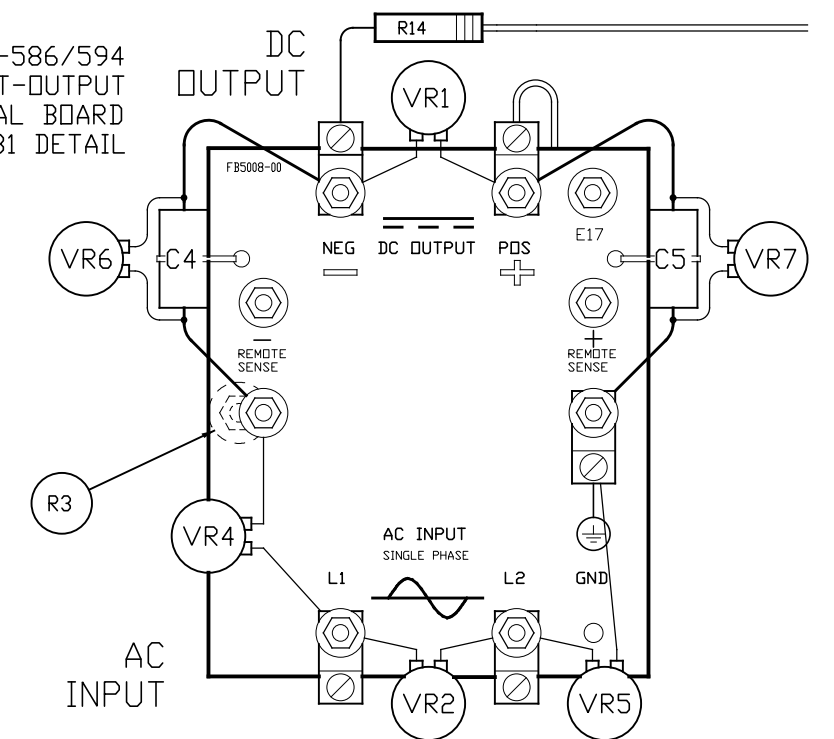 R14
-586/594
T-OUTPUT
AL BOARD
81 DETAIL
DC
OUTPUT
VR1
FB5008-00
E17
NEG DC OUTPUT POS
VR6
C4
C5
VR7
REMOTE
SENSE
REMOTE
SENSE
R3
VR4
AC INPUT
SINGLE PHASE
L1
L2
GND
AC
INPUT
VR2
VR5